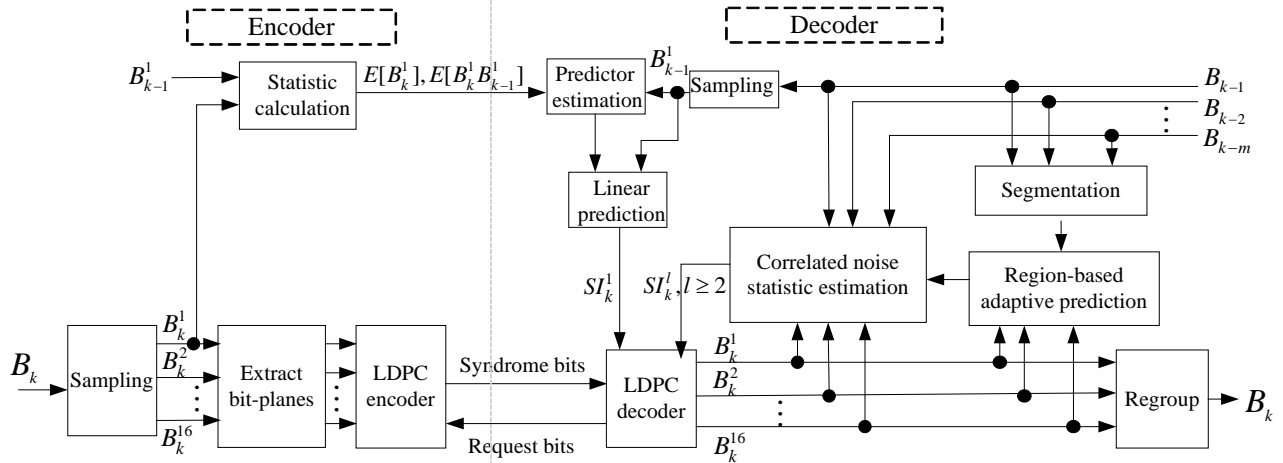 Encoder
Decoder
B_{k-1}^1
Statistic
calculation
E[B_k^1], E[B_k^1 B_{k-1}^1]
Predictor
estimation
B_{k-1}^1
Sampling
B_{k-1}
B_{k-2}
⋮
B_{k-m}
Linear
prediction
Segmentation
SI_k^1
SI_k^l, l ≥ 2
Correlated noise
statistic estimation
Region-based
adaptive prediction
B_k
Sampling
B_k^1
B_k^2
⋮
B_k^{16}
Extract
bit-planes
⋮
LDPC
encoder
Syndrome bits
Request bits
LDPC
decoder
B_k^1
B_k^2
⋮
B_k^{16}
Regroup
B_k